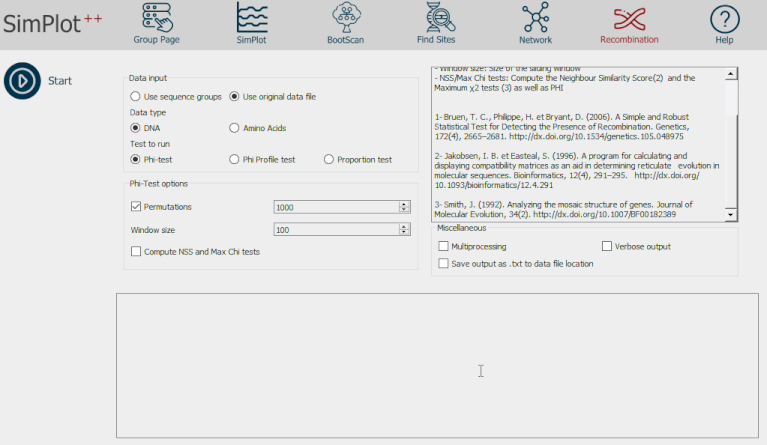 SimPlot++
Group Page
SimPlot
BootScan
Find Sites
Network
Recombination
Help
Start
Data input
Use sequence groups
Use original data file
Data type
DNA
Amino Acids
Test to run
Phi-test
Phi Profile test
Proportion test
Phi-Test options
Permutations
1000
Window size
100
Compute NSS and Max Chi tests
- Window size: Size of the sliding window
- NSS/Max Chi tests: Compute the Neighbour Similarity Score(2) and the
Maximum χ2 tests (3) as well as PHI
1- Bruen, T. C., Philippe, H. et Bryant, D. (2006). A Simple and Robust
Statistical Test for Detecting the Presence of Recombination. Genetics,
172(4), 2665–2681. http://dx.doi.org/10.1534/genetics.105.048975
2- Jakobsen, I. B. et Easteal, S. (1996). A program for calculating and
displaying compatibility matrices as an aid in determining reticulate evolution in
molecular sequences. Bioinformatics, 12(4), 291–295. http://dx.doi.org/
10.1093/bioinformatics/12.4.291
3- Smith, J. (1992). Analyzing the mosaic structure of genes. Journal of
Molecular Evolution, 34(2). http://dx.doi.org/10.1007/BF00182389
Miscellaneous
Multiprocessing
Verbose output
Save output as .txt to data file location